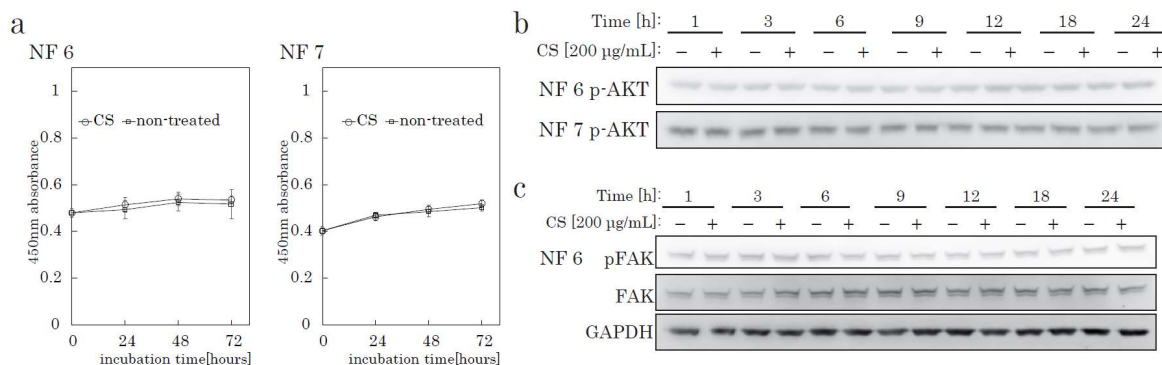 a
NF 6
NF 7
CS non-treated
CS non-treated
450nm absorbance
1
0.8
0.6
0.4
0.2
0
0 24 48 72
incubation time[hours]
450nm absorbance
1
0.8
0.6
0.4
0.2
0
0 24 48 72
incubation time[hours]
b
Time [h]: 1 3 6 9 12 18 24
CS [200 μg/mL]: − + − + − + − + − + − + − +
NF 6 p-AKT
NF 7 p-AKT
c
Time [h]: 1 3 6 9 12 18 24
CS [200 μg/mL]: − + − + − + − + − + − + − +
NF 6 pFAK
FAK
GAPDH